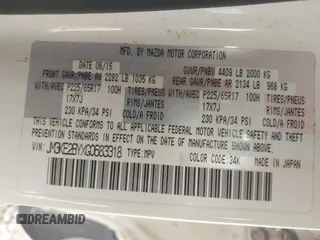 MFD. BY MAZDA MOTOR CORPORATION
DATE 06/15 GVWR/PNBV 4409 LB 2000 KG
FRONT GAWR/PNBE AV 2282 LB 1035 KG REAR GAWR/PNBE AR 2134 LB 968 KG
WITH/AVEC P225/65R17 100H TIRES/PNEUS WITH/AVEC P225/65R17 100H TIRES/PNEUS
17X7J RIMS/JANTES 17X7J RIMS/JANTES
230 KPA/34 PSI COLD/A FROID 230 KPA/34 PSI COLD/A FROID
THIS VEHICLE CONFORMS TO ALL APPLICABLE FEDERAL MOTOR
VEHICLE SAFETY, BUMPER, AND THEFT PREVENTION STANDARDS
IN EFFECT ON THE DATE OF MANUFACTURE SHOWN ABOVE.
MADE IN JAPAN
VIN: TYPE:MPV COLOR CODE:34K
DREAMBID